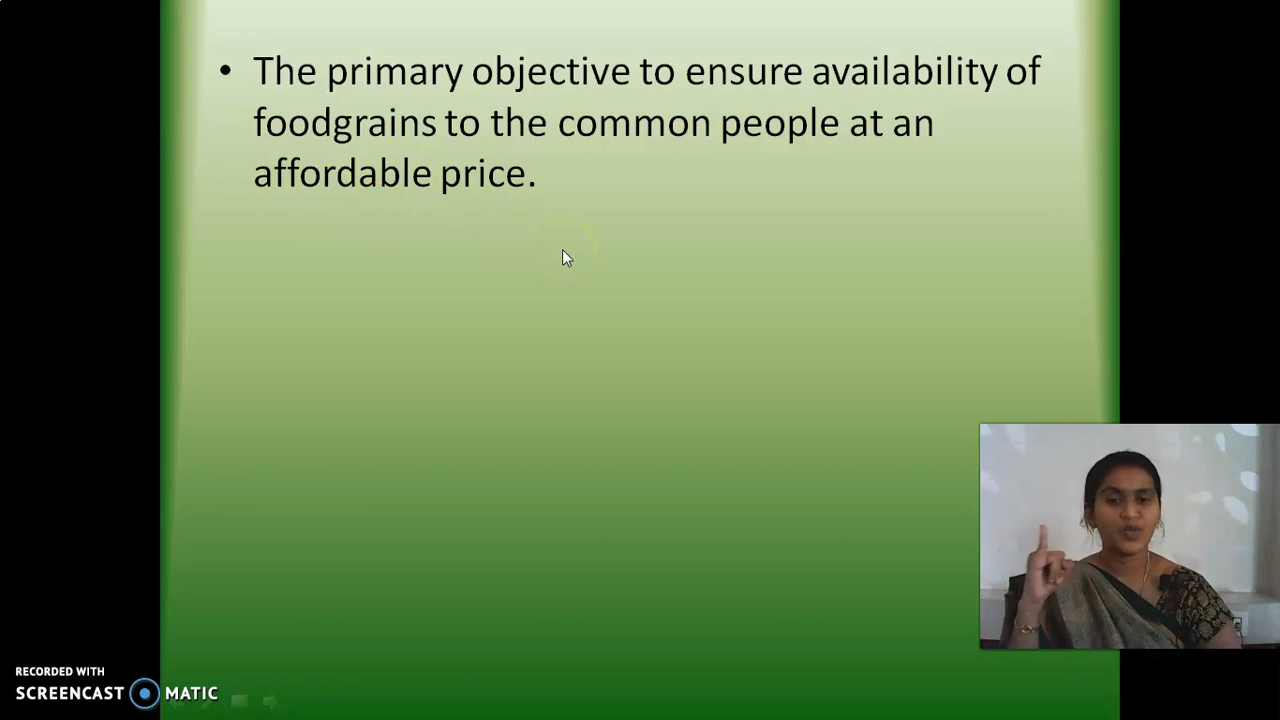 • The primary objective to ensure availability of
foodgrains to the common people at an
affordable price.
RECORDED WITH
SCREENCAST MATIC